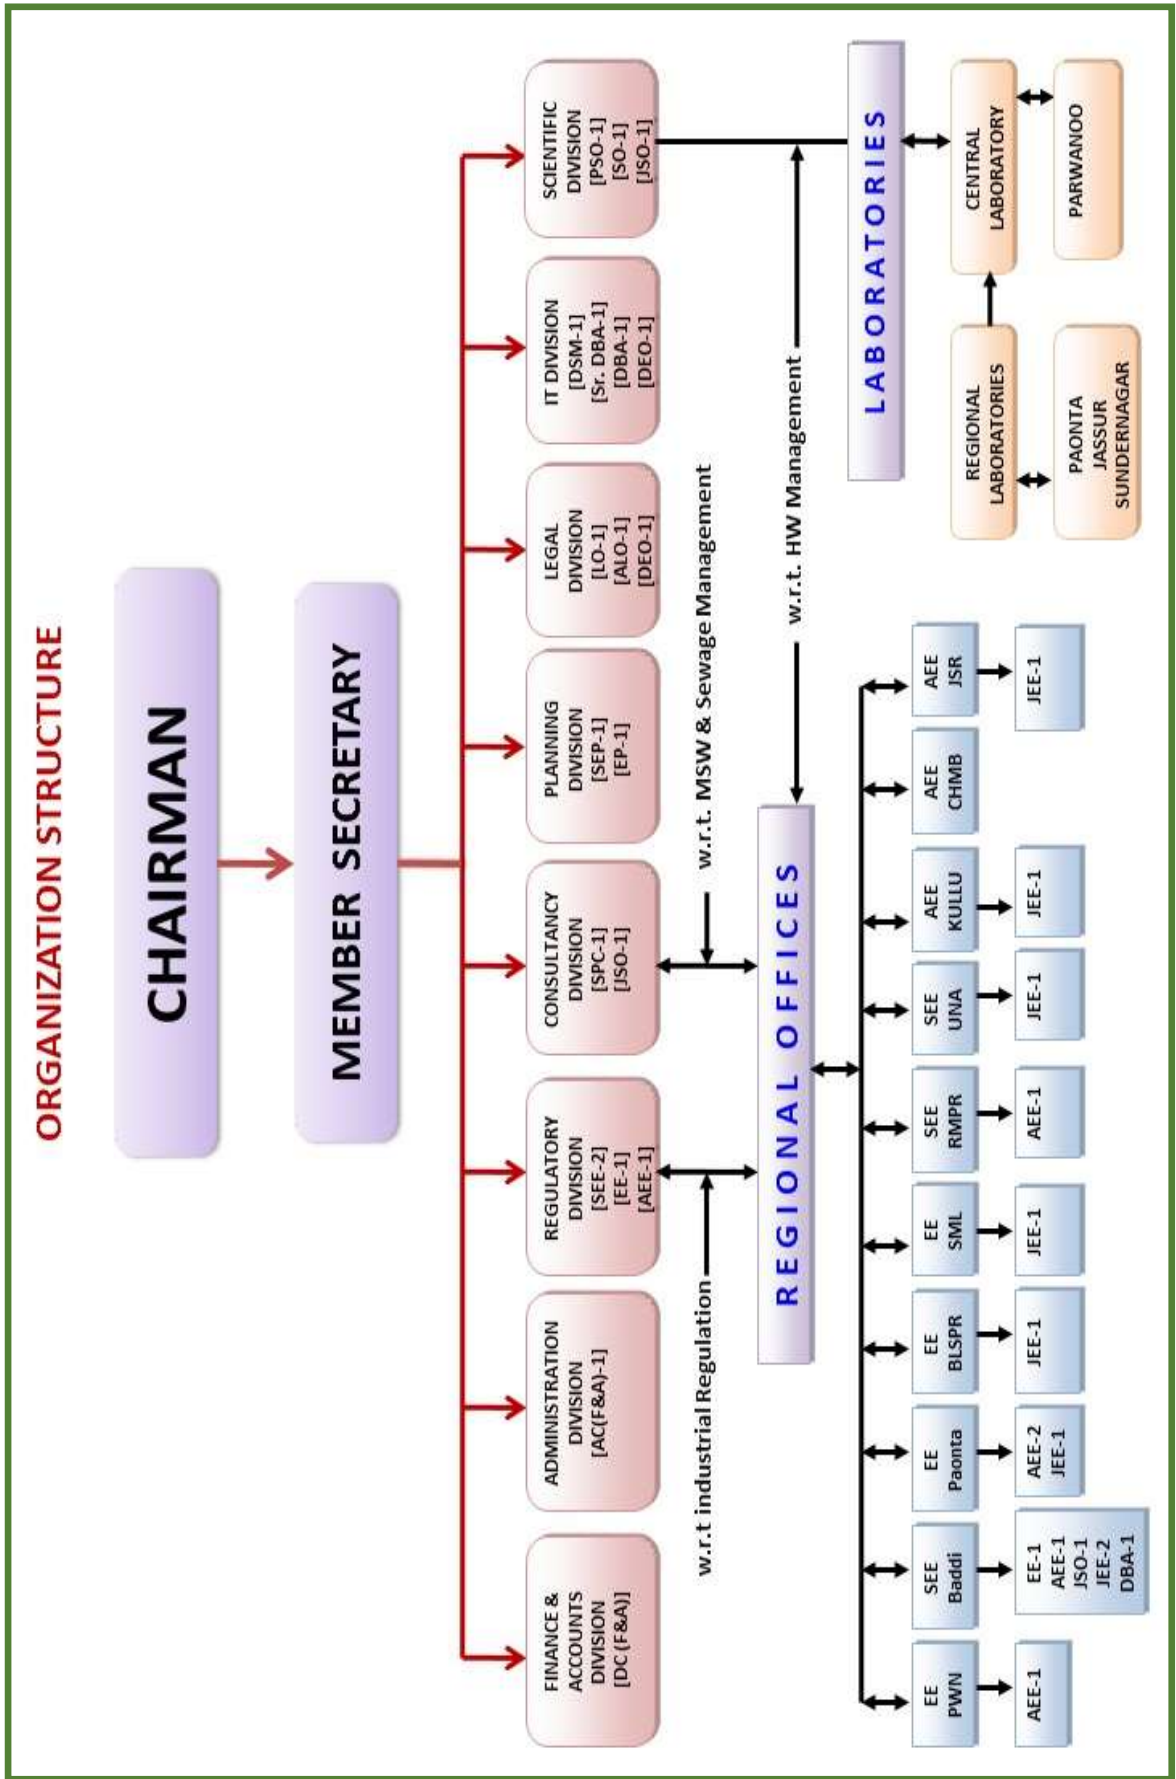 ORGANIZATION STRUCTURE
CHAIRMAN
MEMBER SECRETARY
FINANCE &
ACCOUNTS
DIVISION
[DC (F&A)]
ADMINISTRATION
DIVISION
[AC(F&A)-1]
REGULATORY
DIVISION
[SEE-2]
[EE-1]
[AEE-1]
CONSULTANCY
DIVISION
[SPC-1]
[JSO-1]
PLANNING
DIVISION
[SEP-1]
[EP-1]
LEGAL
DIVISION
[LO-1]
[ALO-1]
[DEO-1]
IT DIVISION
[DSM-1]
[Sr. DBA-1]
[DBA-1]
[DEO-1]
SCIENTIFIC
DIVISION
[PSO-1]
[SO-1]
[JSO-1]
w.r.t industrial Regulation
w.r.t. MSW & Sewage Management
w.r.t. HW Management
REGIONAL OFFICES
LABORATORIES
EE
PWN
SEE
Baddi
EE
Paonta
EE
BLSPR
EE
SML
SEE
RMPR
SEE
UNA
AEE
KULLU
AEE
CHMB
AEE
JSR
AEE-1
EE-1
AEE-1
JSO-1
JEE-2
DBA-1
AEE-2
JEE-1
JEE-1
JEE-1
AEE-1
JEE-1
JEE-1
JEE-1
REGIONAL
LABORATORIES
CENTRAL
LABORATORY
PAONTA
JASSUR
SUNDERNAGAR
PARWANOO